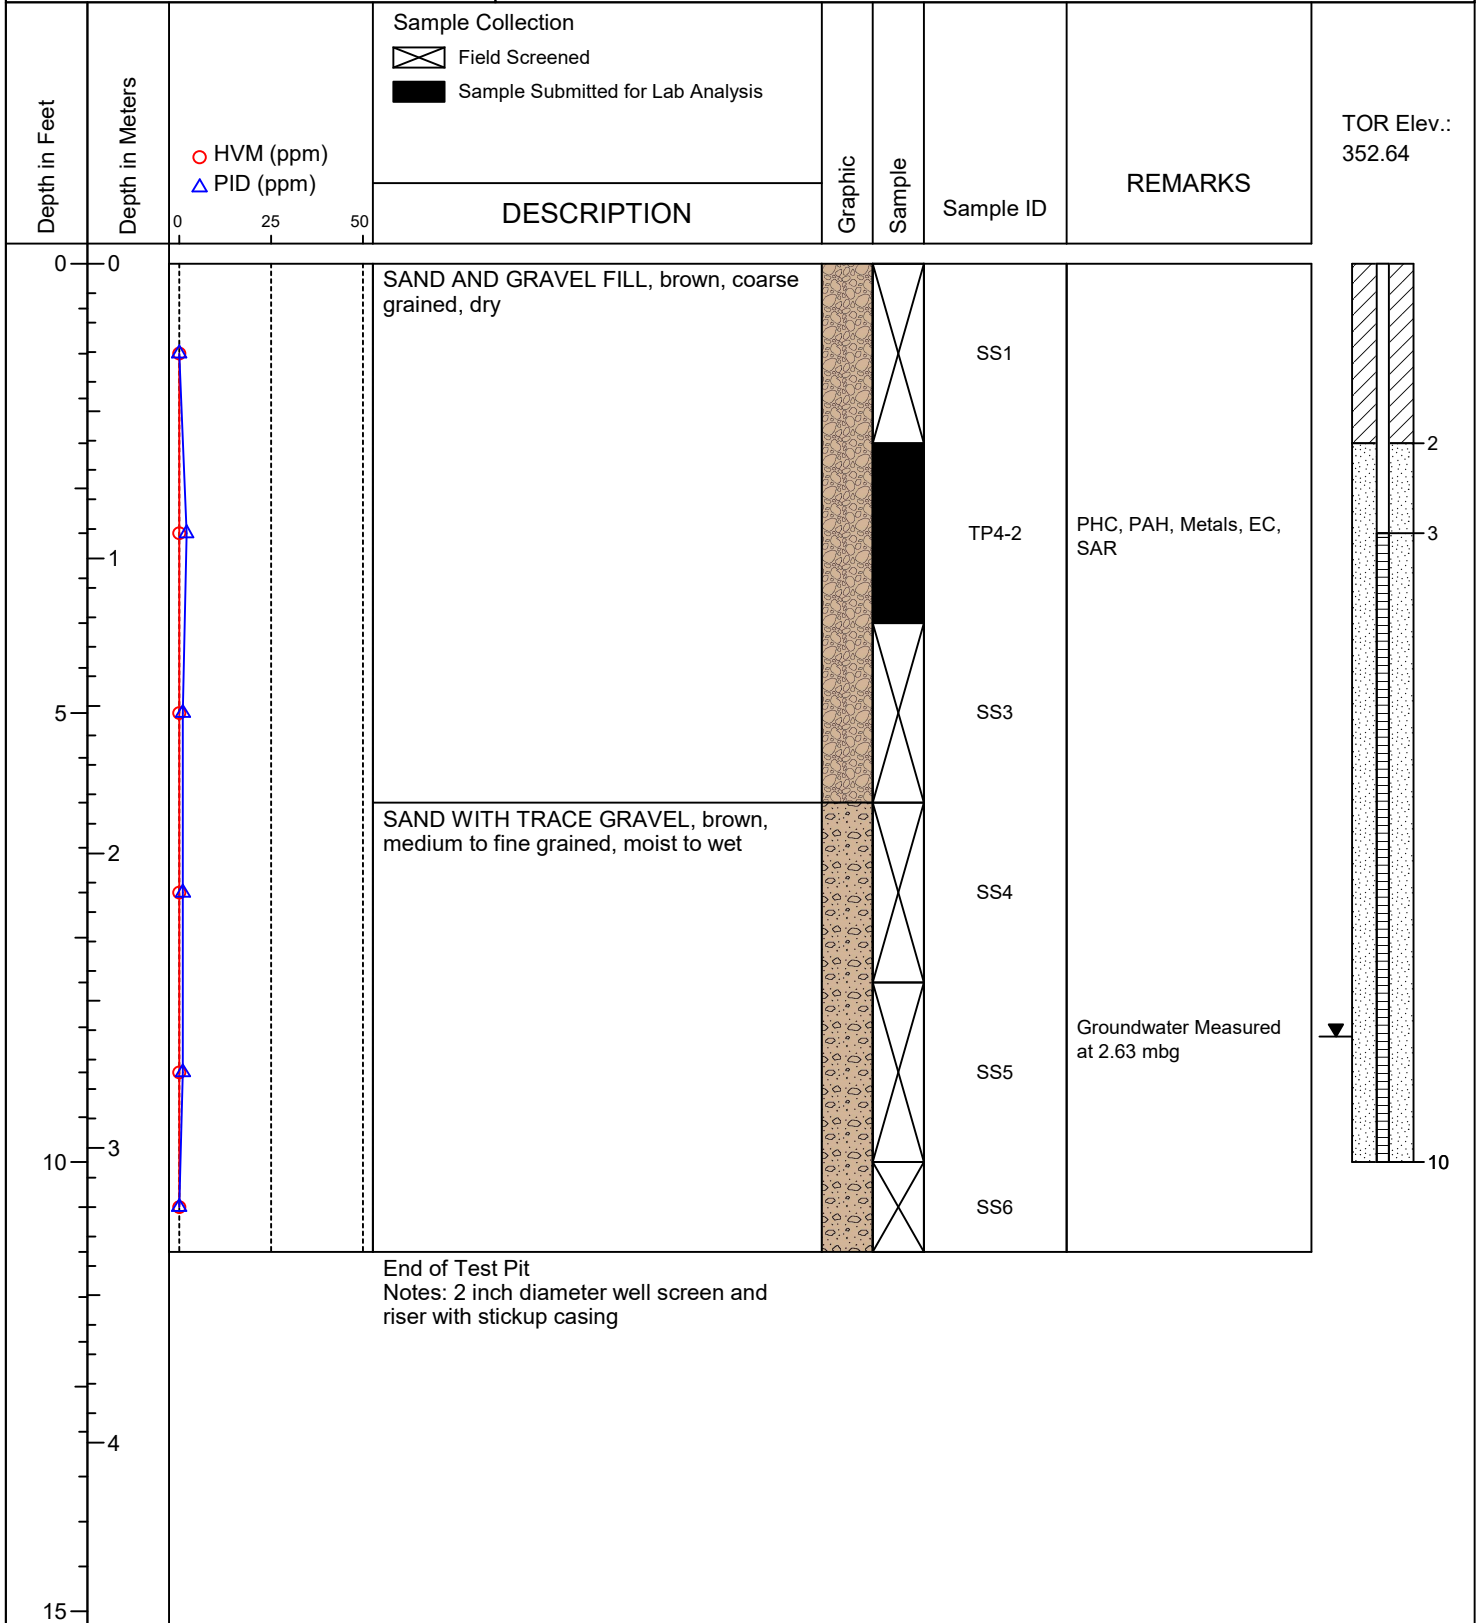 Sample Collection
Field Screened
Sample Submitted for Lab Analysis
Depth in Feet
Depth in Meters
HVM (ppm)
PID (ppm)
0 25 50
DESCRIPTION
Graphic
Sample
Sample ID
REMARKS
TOR Elev.:
352.64
0 0
SAND AND GRAVEL FILL, brown, coarse
grained, dry
SS1
2
TP4-2
PHC, PAH, Metals, EC,
SAR
3
1
5
SS3
SAND WITH TRACE GRAVEL, brown,
medium to fine grained, moist to wet
2
SS4
Groundwater Measured
at 2.63 mbg
SS5
3
10
10
SS6
End of Test Pit
Notes: 2 inch diameter well screen and
riser with stickup casing
4
15